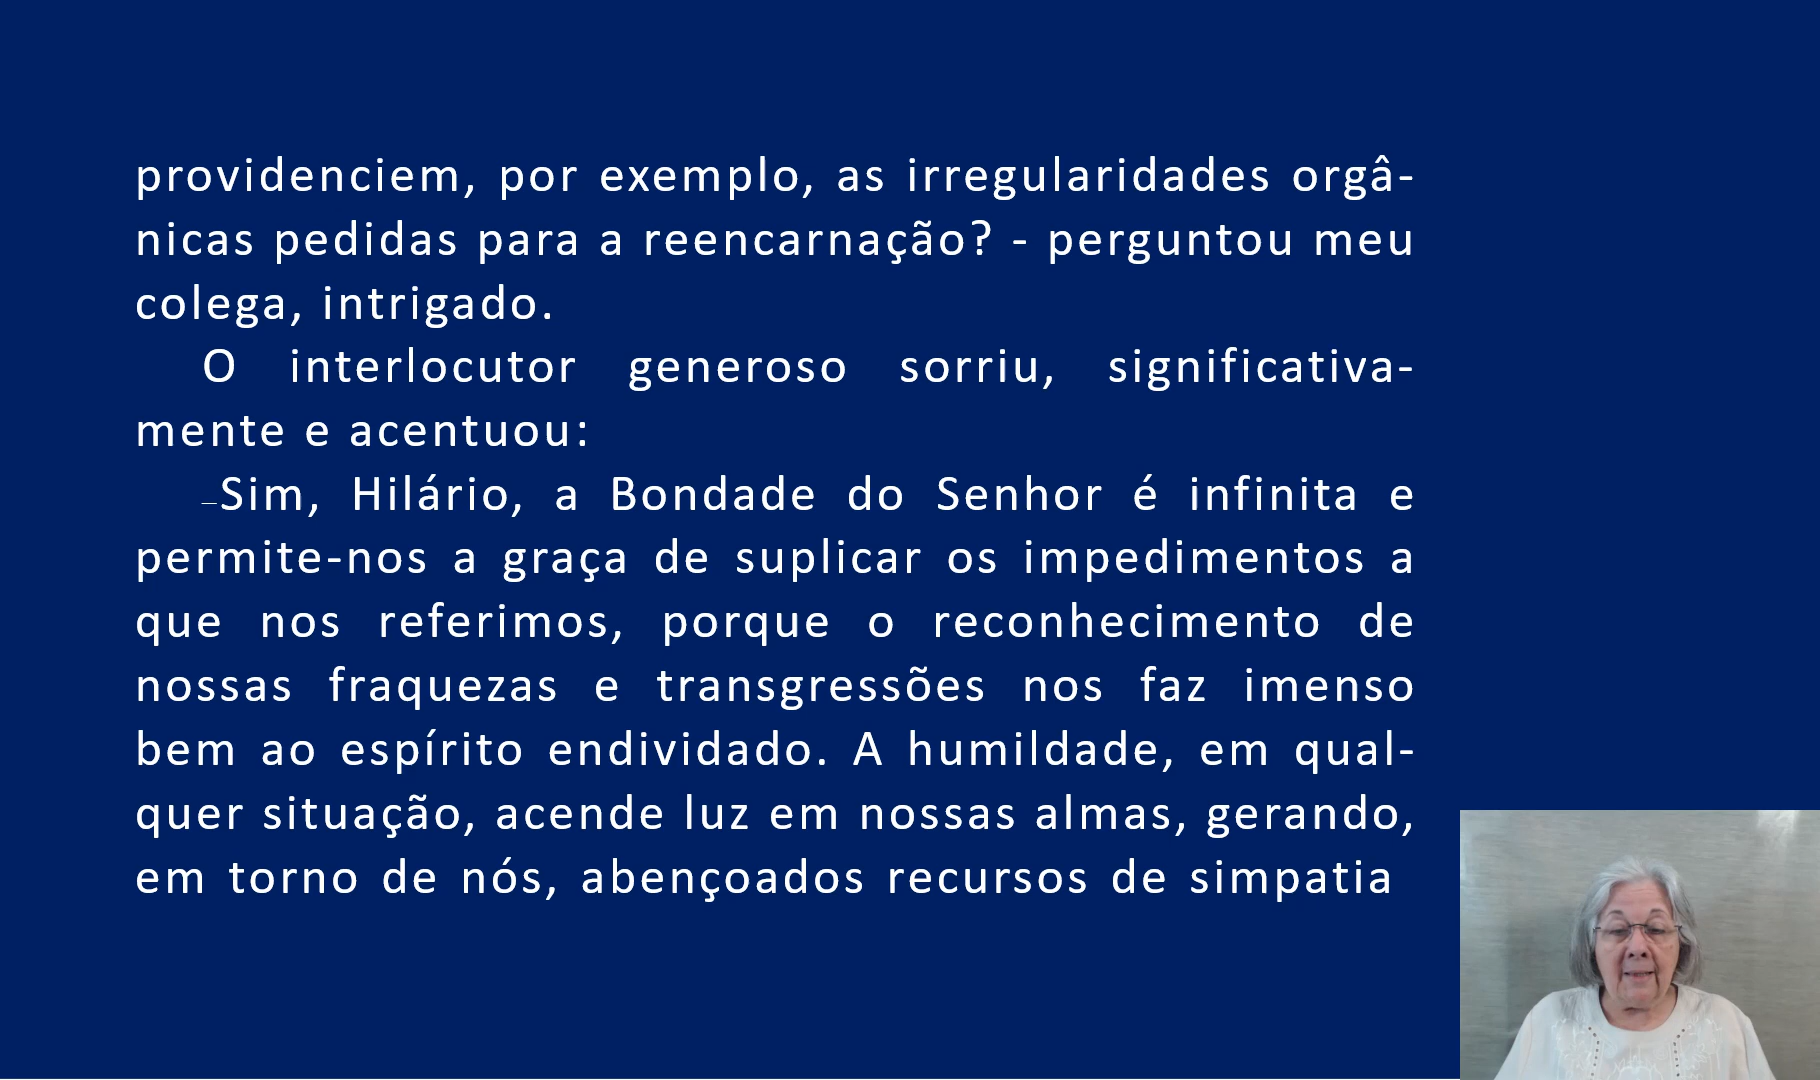 providenciem, por exemplo, as irregularidades orgâ-
nicas pedidas para a reencarnação? - perguntou meu
colega, intrigado.
O interlocutor generoso sorriu, significativa-
mente e acentuou:
–Sim, Hilário, a Bondade do Senhor é infinita e
permite-nos a graça de suplicar os impedimentos a
que nos referimos, porque o reconhecimento de
nossas fraquezas e transgressões nos faz imenso
bem ao espírito endividado. A humildade, em qual-
quer situação, acende luz em nossas almas, gerando,
em torno de nós, abençoados recursos de simpatia